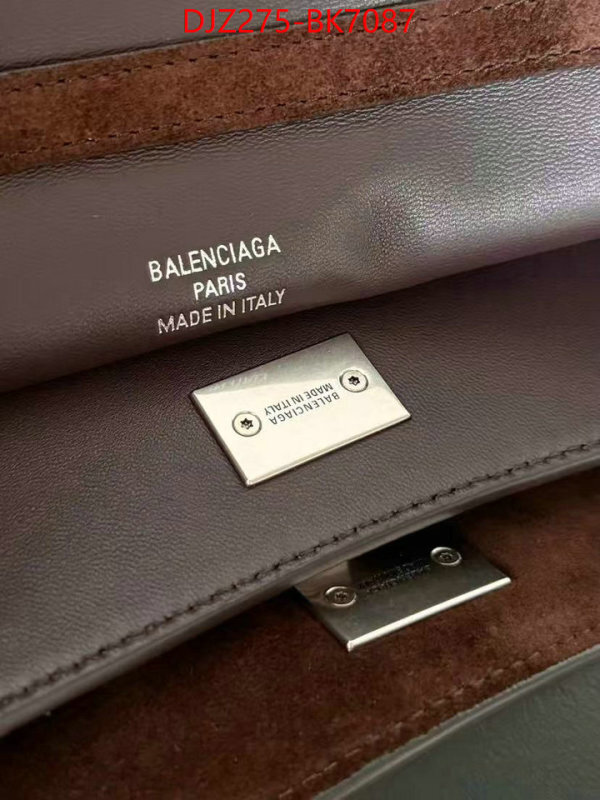 DJZ275-BK7087
BALENCIAGA
PARIS
MADE IN ITALY
BALENCIAGA
MADE IN ITALY